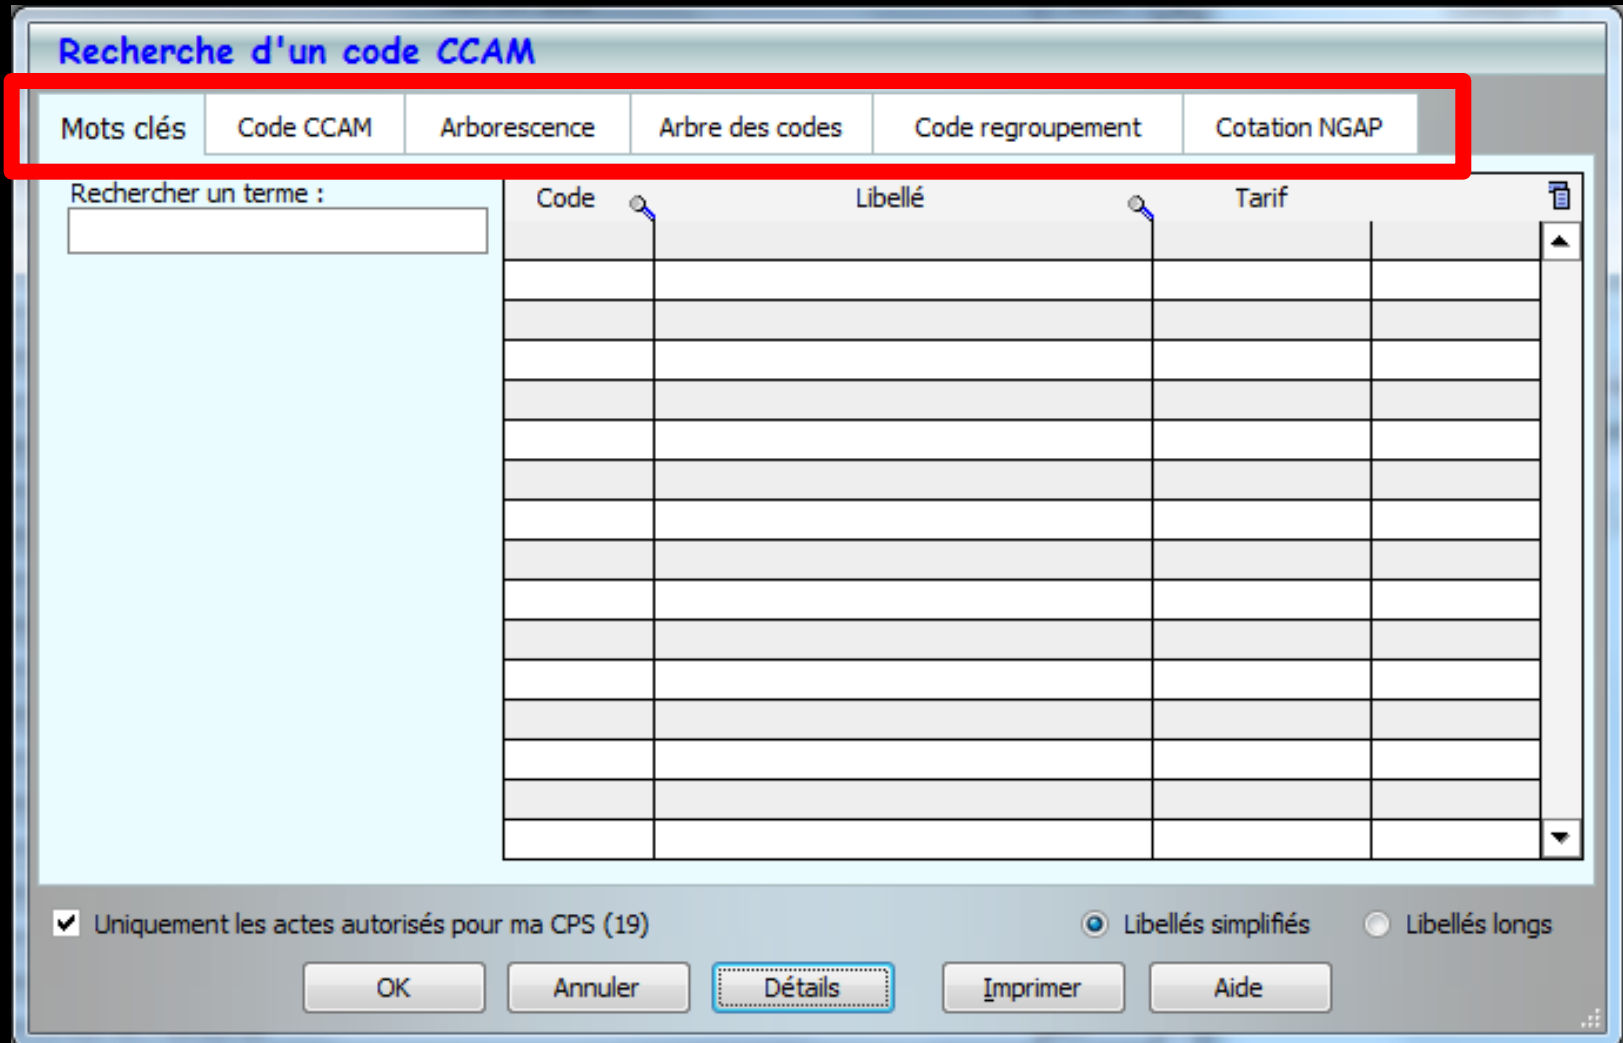 Recherche d'un code CCAM
Mots clés Code CCAM Arborescence Arbre des codes Code regroupement Cotation NGAP
Rechercher un terme :
Code Libellé Tarif
Uniquement les actes autorisés pour ma CPS (19) Libellés simplifiés Libellés longs
OK Annuler Détails Imprimer Aide